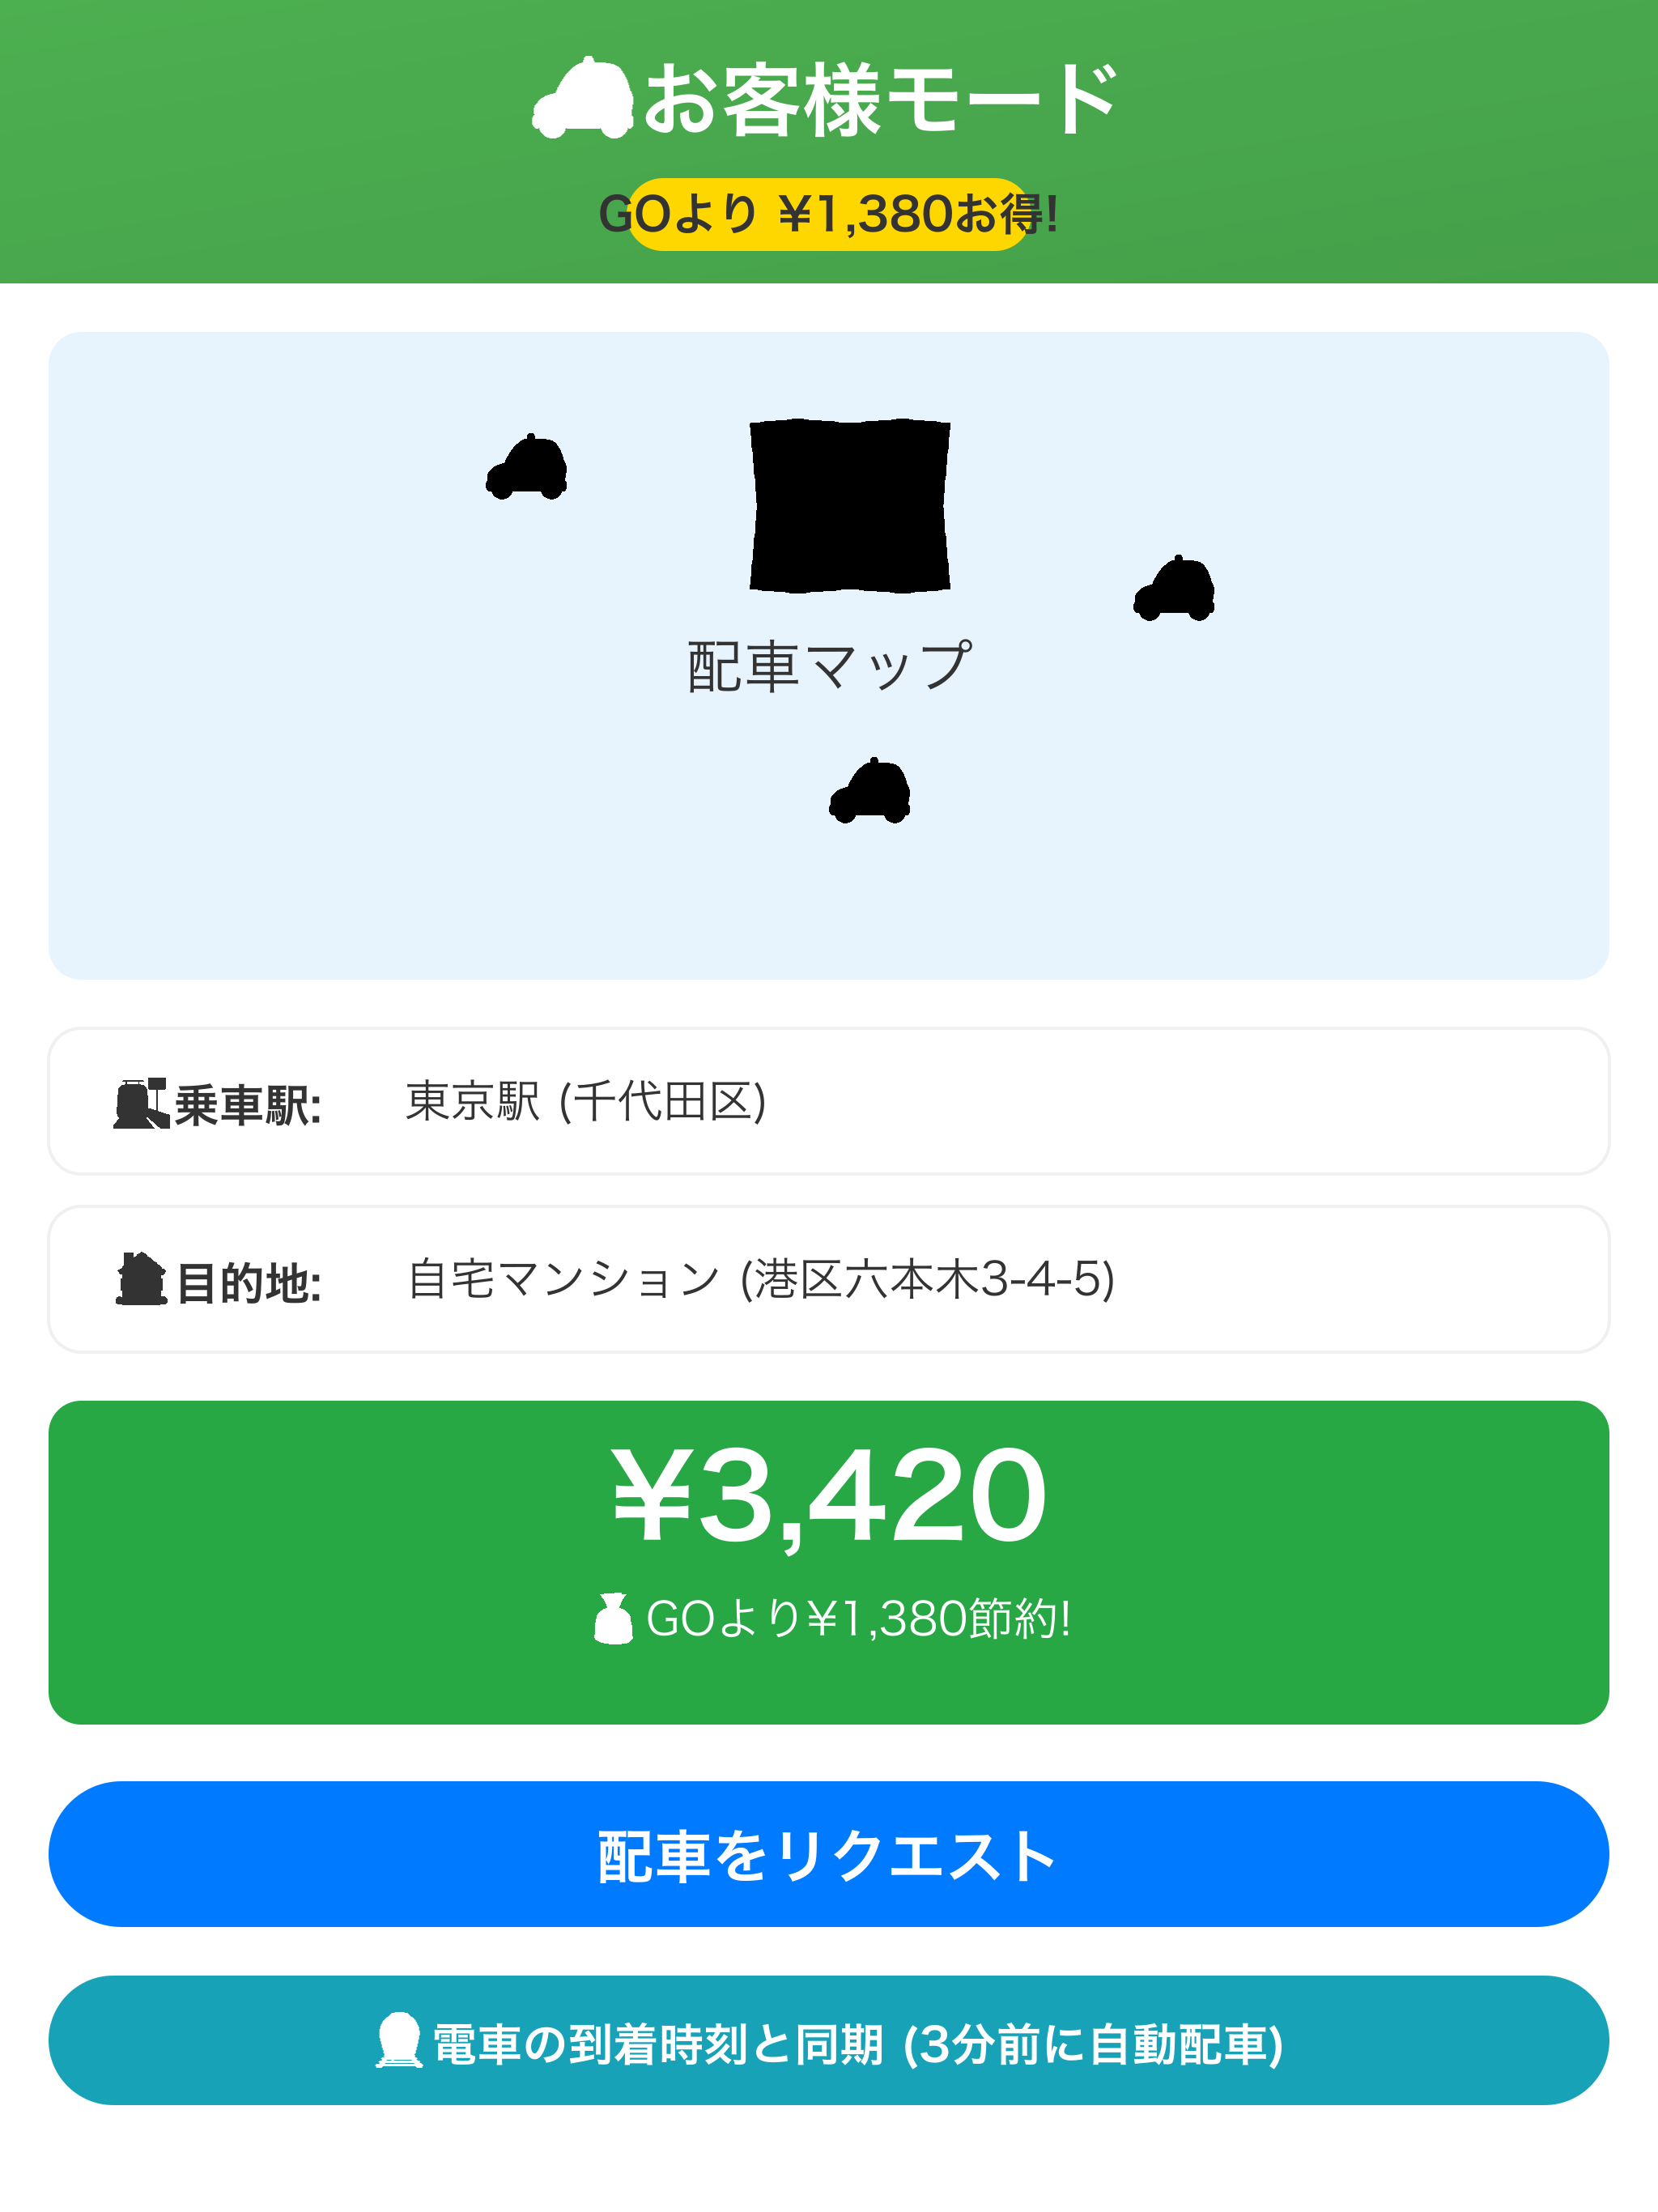 お客様モード
GOより ¥1,380お得!
配車マップ
乗車駅: 東京駅 (千代田区)
目的地: 自宅マンション (港区六本木3-4-5)
¥3,420
GOより¥1,380節約!
配車をリクエスト
電車の到着時刻と同期 (3分前に自動配車)